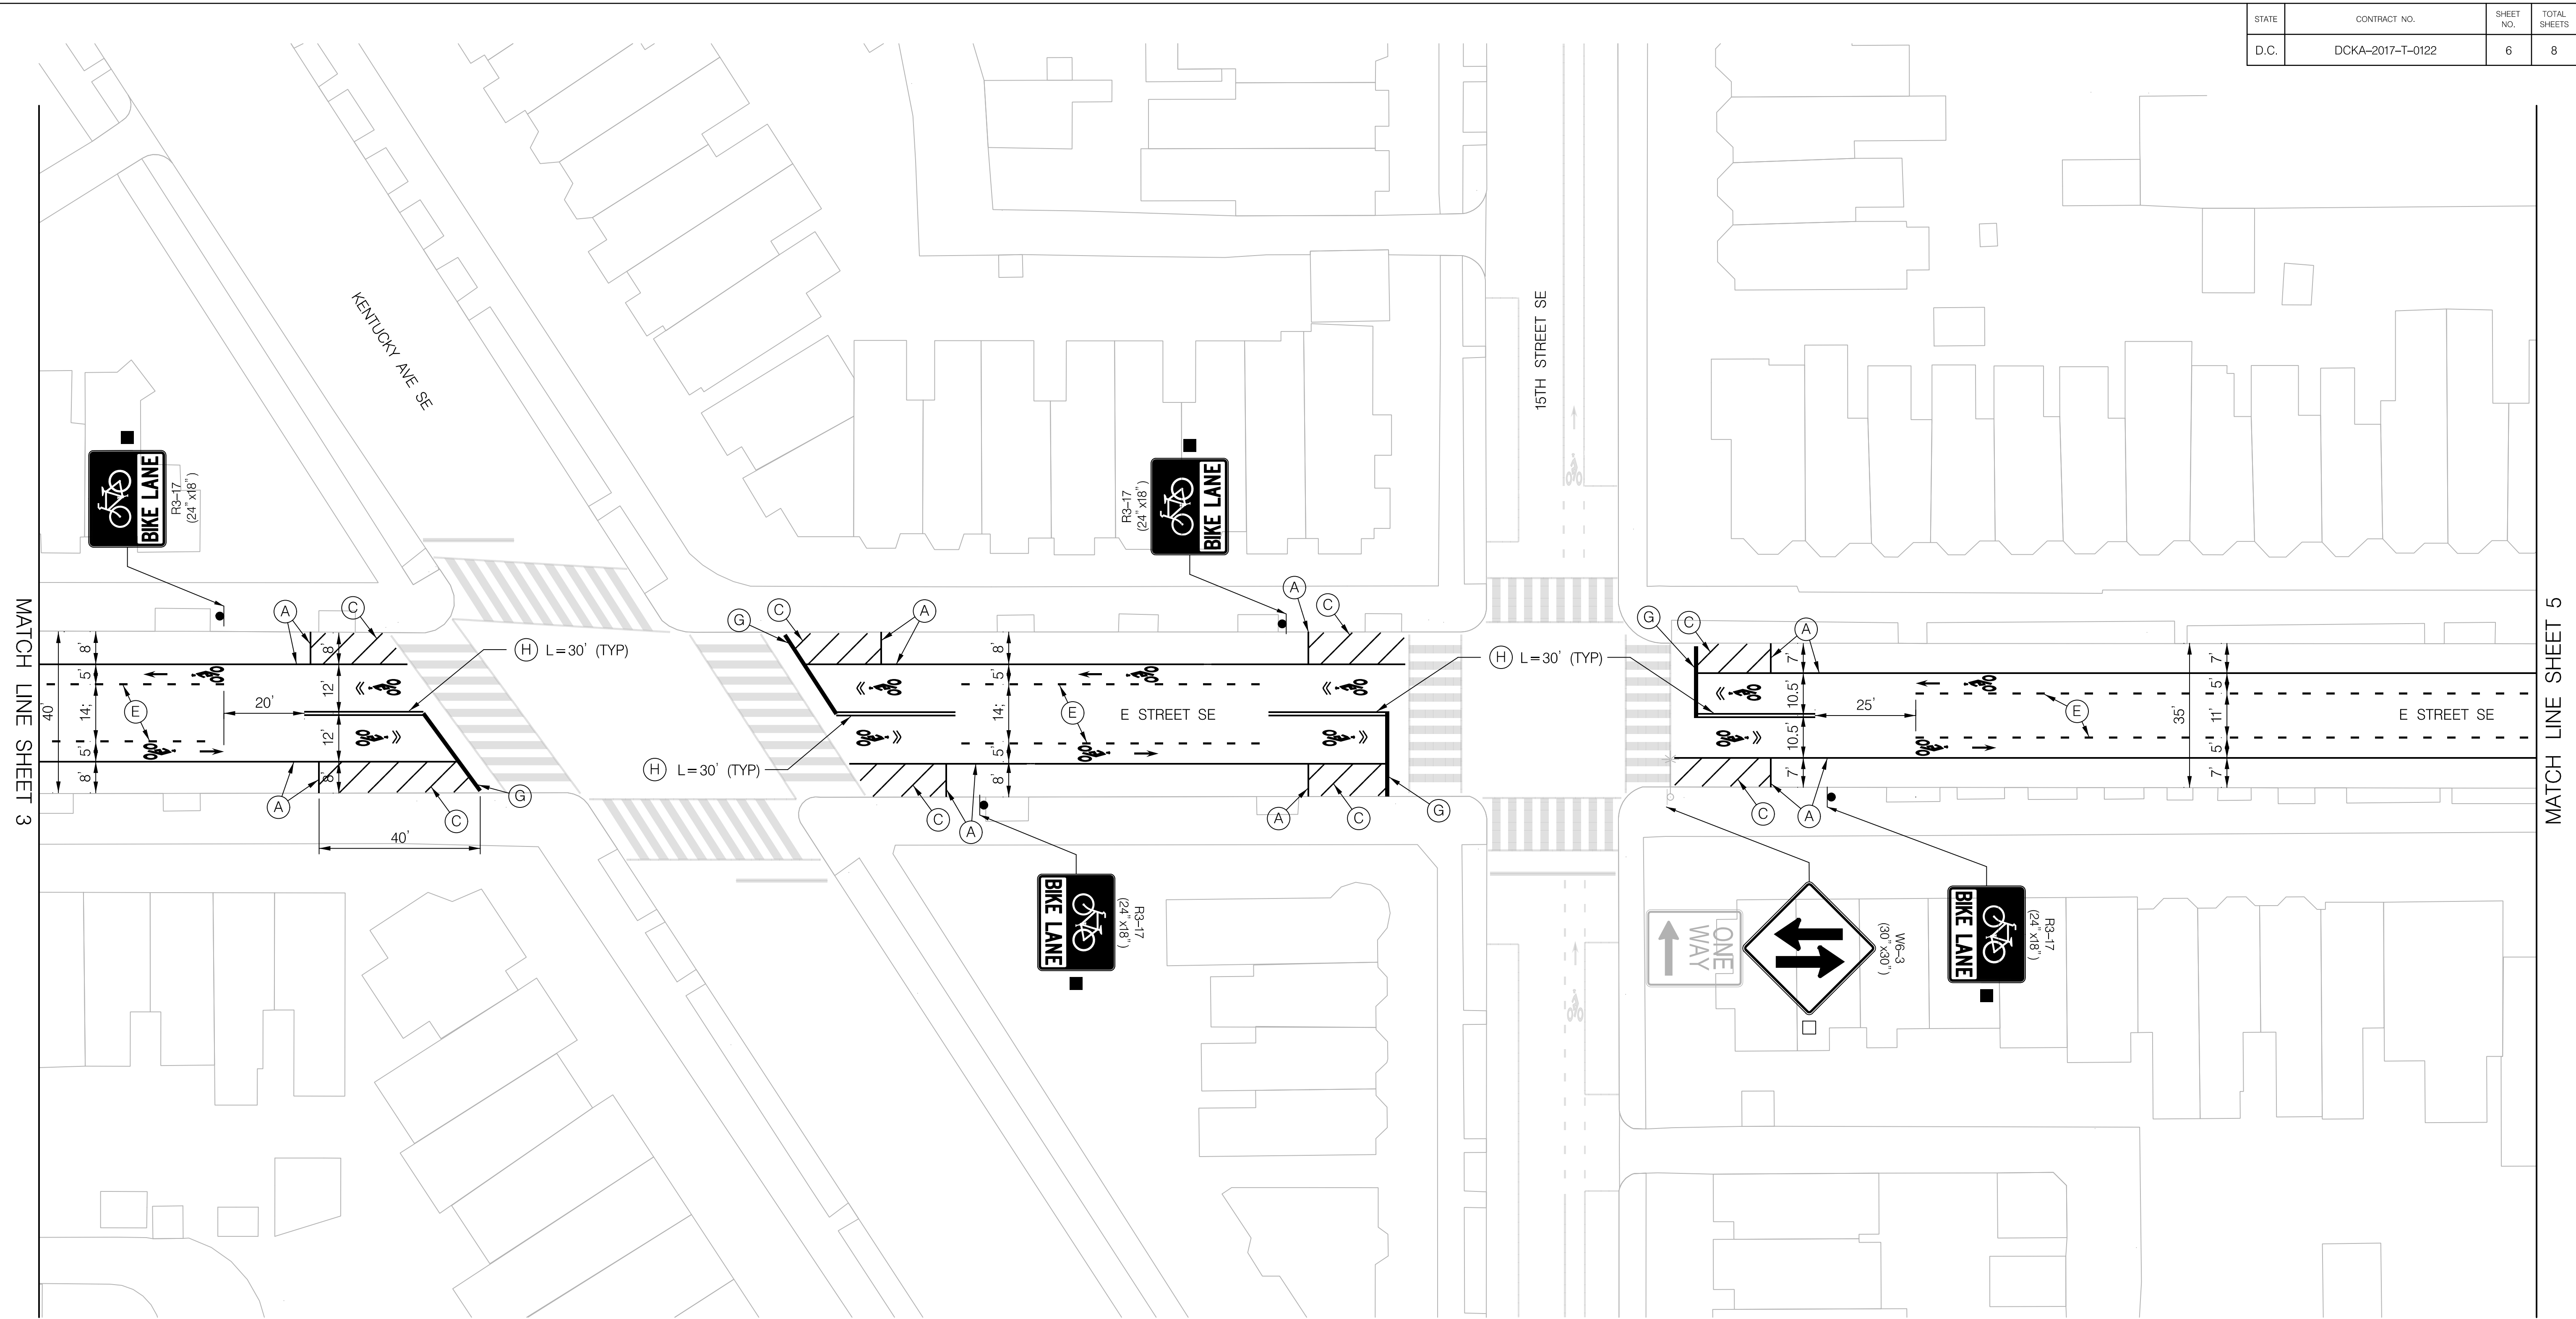 STATE
CONTRACT NO.
SHEET NO.
TOTAL SHEETS
D.C.
DCKA–2017–T–0122
6
8
KENTUCKY AVE SE
15TH STREET SE
BIKE LANE
R3–17
(24"x18")
R3–17
(24"x18")
BIKE LANE
MATCH LINE SHEET 3
MATCH LINE SHEET 5
A
C
G
C
A
A
C
G
C
A
8'
5'
14;
5'
8'
40'
E
20'
8'
12'
12'
8'
H L=30' (TYP)
8'
5'
14;
5'
8'
E
E STREET SE
H L=30' (TYP)
H L=30' (TYP)
7'
10.5'
10.5'
7'
25'
E
35'
7'
5'
11'
5'
7'
E STREET SE
A
C
G
C
A
A
C
G
C
A
40'
BIKE LANE
R3–17
(24"x18")
ONE
WAY
W6–3
(30"x30")
BIKE LANE
R3–17
(24"x18")